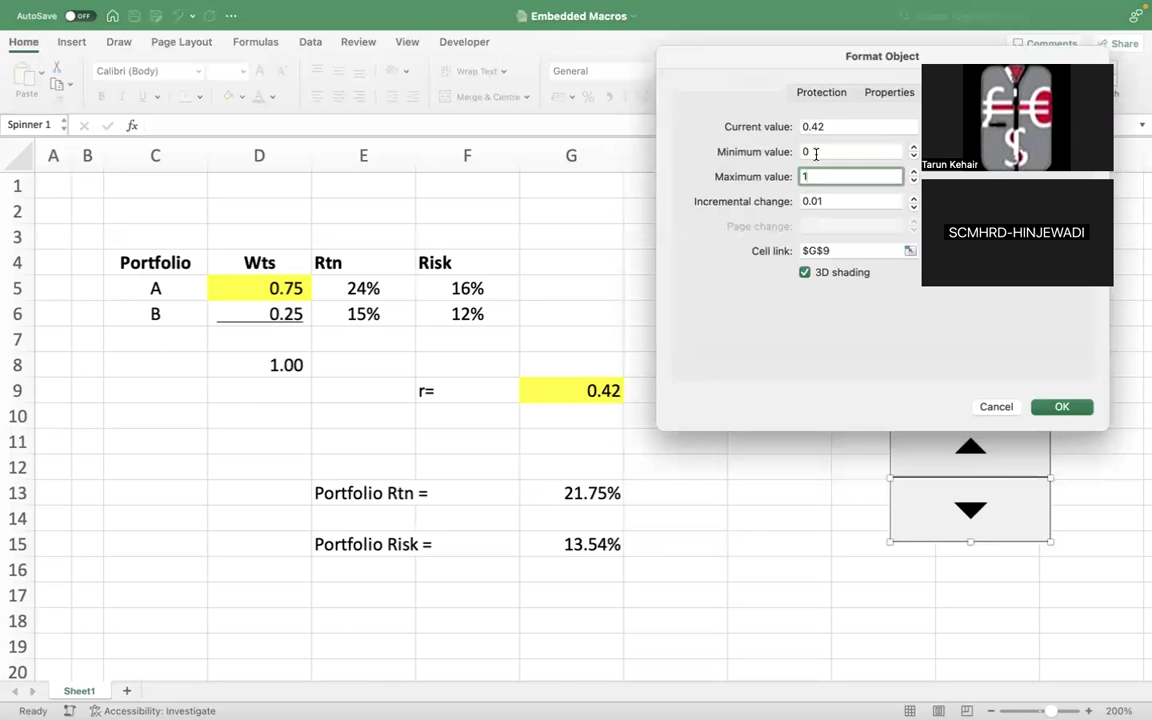 AutoSave OFF
Embedded Macros
Home Insert Draw Page Layout Formulas Data Review View Developer
Comments Share
Paste
Calibri (Body)
Wrap Text
Merge & Centre
General
Spinner 1
fx
A B C D E F G
1
2
3
4 Portfolio Wts Rtn Risk
5 A 0.75 24% 16%
6 B 0.25 15% 12%
7
8 1.00
9 r= 0.42
10
11
12
13 Portfolio Rtn = 21.75%
14
15 Portfolio Risk = 13.54%
16
17
18
19
20
Format Object
Protection Properties
Current value: 0.42
Minimum value: 0
Maximum value: 1
Incremental change: 0.01
Page change:
Cell link: $G$9
3D shading
Cancel OK
£ € $
Tarun Kehair
SCMHRD-HINJEWADI
Sheet1
Ready Accessibility: Investigate 200%